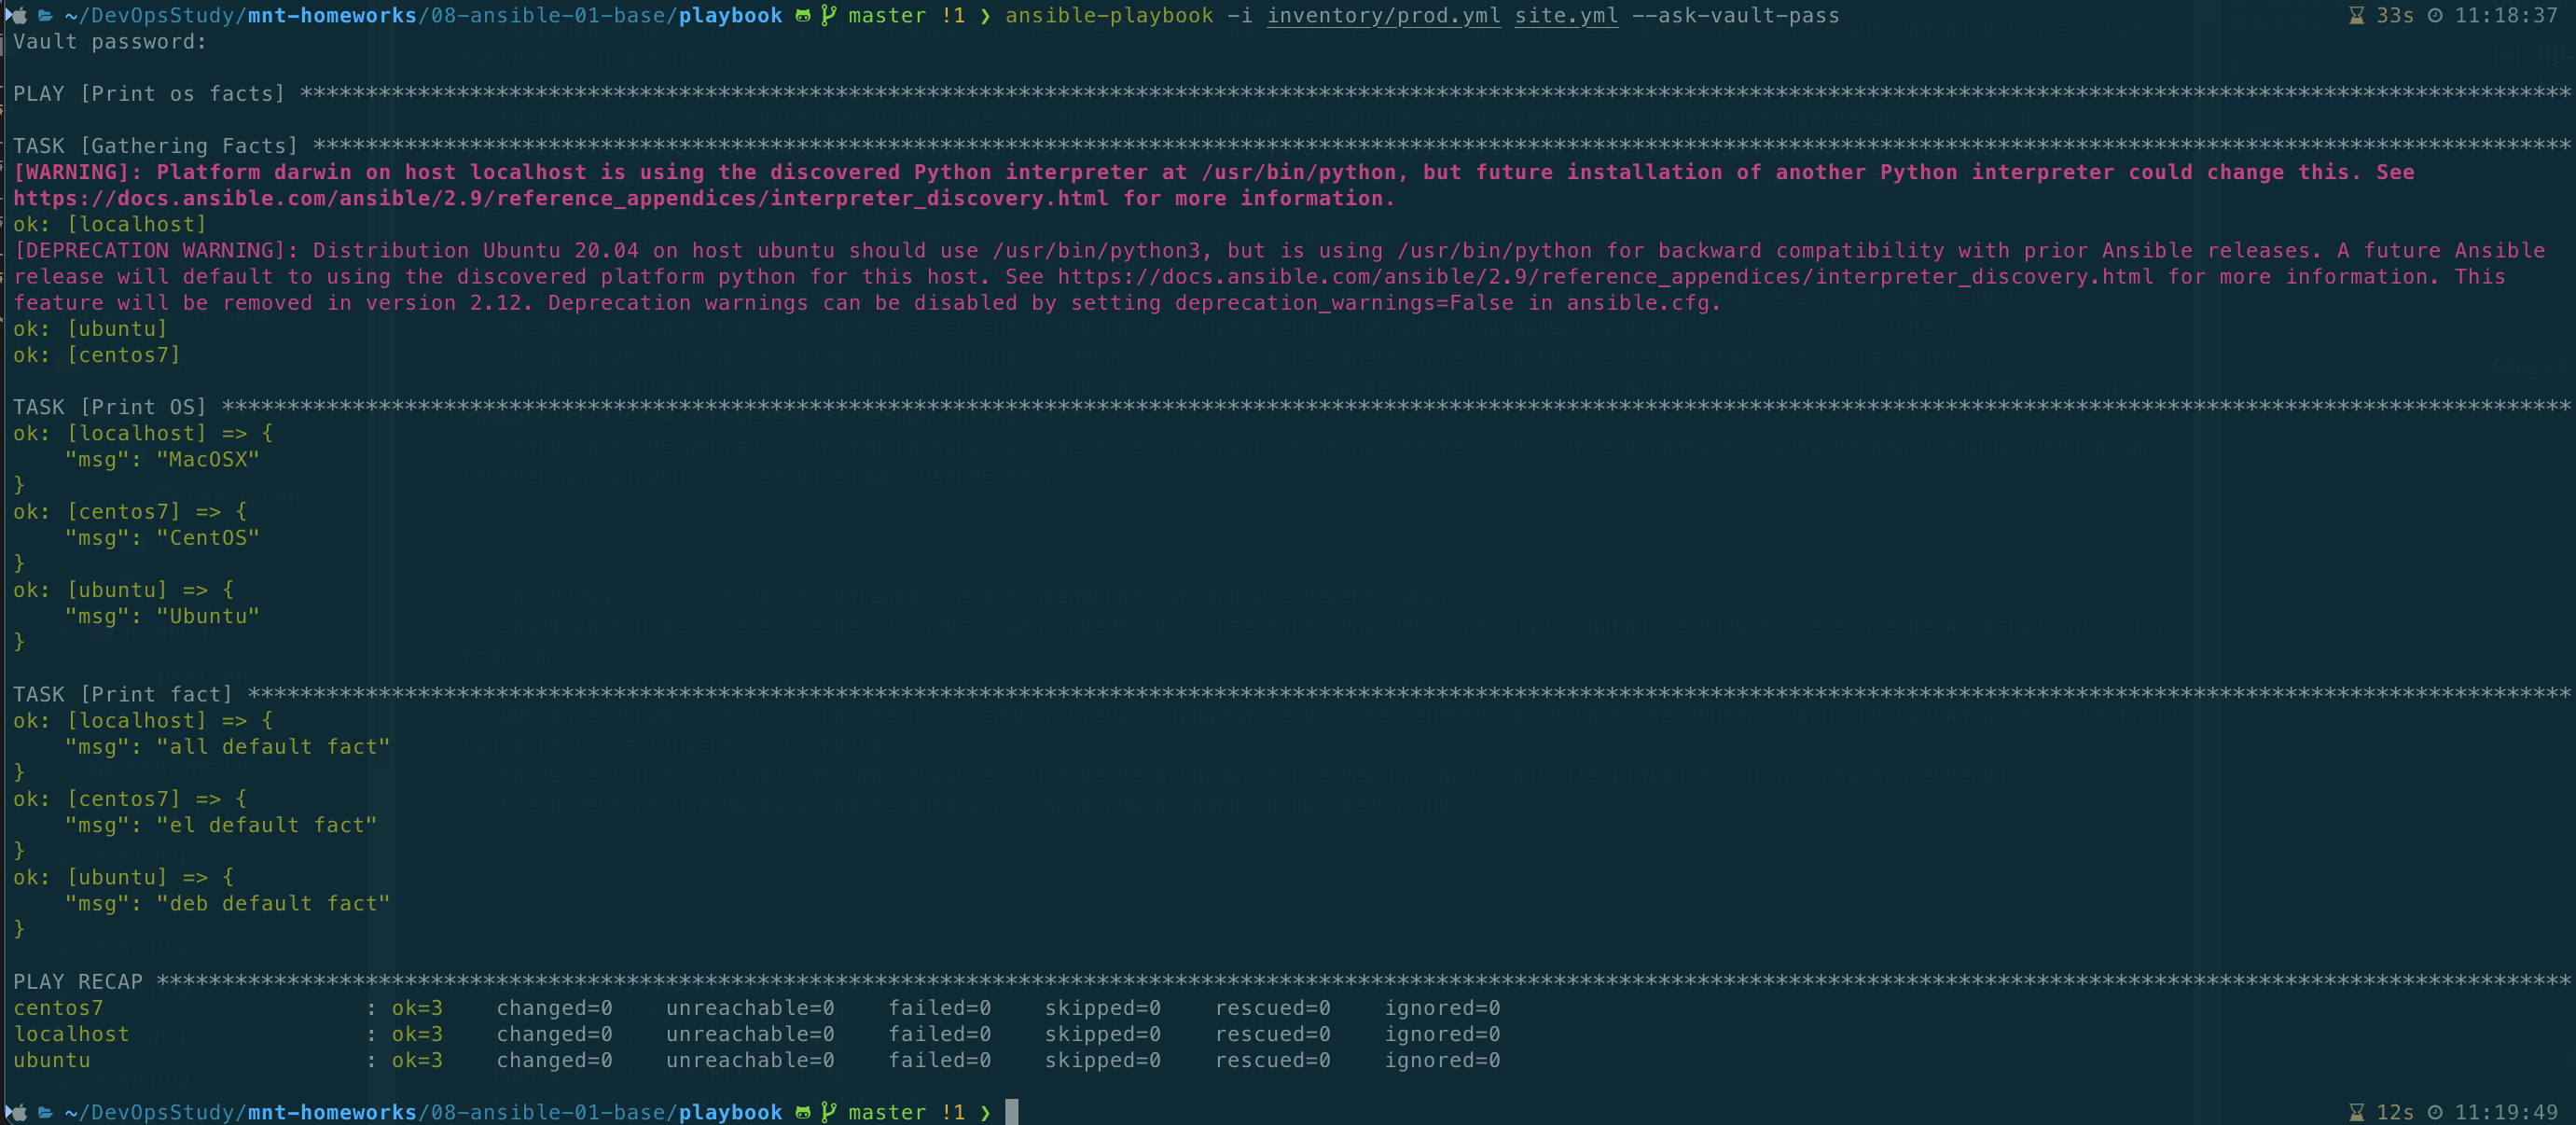 ~/DevOpsStudy/mnt-homeworks/08-ansible-01-base/playbook master !1 ❯ ansible-playbook -i inventory/prod.yml site.yml --ask-vault-pass 33s 11:18:37
Vault password:
PLAY [Print os facts] ****************************************************************************************************************************************************************************
TASK [Gathering Facts] ***************************************************************************************************************************************************************************
[WARNING]: Platform darwin on host localhost is using the discovered Python interpreter at /usr/bin/python, but future installation of another Python interpreter could change this. See
https://docs.ansible.com/ansible/2.9/reference_appendices/interpreter_discovery.html for more information.
ok: [localhost]
[DEPRECATION WARNING]: Distribution Ubuntu 20.04 on host ubuntu should use /usr/bin/python3, but is using /usr/bin/python for backward compatibility with prior Ansible releases. A future Ansible
release will default to using the discovered platform python for this host. See https://docs.ansible.com/ansible/2.9/reference_appendices/interpreter_discovery.html for more information. This
feature will be removed in version 2.12. Deprecation warnings can be disabled by setting deprecation_warnings=False in ansible.cfg.
ok: [ubuntu]
ok: [centos7]
TASK [Print OS] **********************************************************************************************************************************************************************************
ok: [localhost] => {
    "msg": "MacOSX"
}
ok: [centos7] => {
    "msg": "CentOS"
}
ok: [ubuntu] => {
    "msg": "Ubuntu"
}
TASK [Print fact] ********************************************************************************************************************************************************************************
ok: [localhost] => {
    "msg": "all default fact"
}
ok: [centos7] => {
    "msg": "el default fact"
}
ok: [ubuntu] => {
    "msg": "deb default fact"
}
PLAY RECAP ***************************************************************************************************************************************************************************************
centos7                    : ok=3    changed=0    unreachable=0    failed=0    skipped=0    rescued=0    ignored=0
localhost                  : ok=3    changed=0    unreachable=0    failed=0    skipped=0    rescued=0    ignored=0
ubuntu                     : ok=3    changed=0    unreachable=0    failed=0    skipped=0    rescued=0    ignored=0
~/DevOpsStudy/mnt-homeworks/08-ansible-01-base/playbook master !1 ❯ 12s 11:19:49